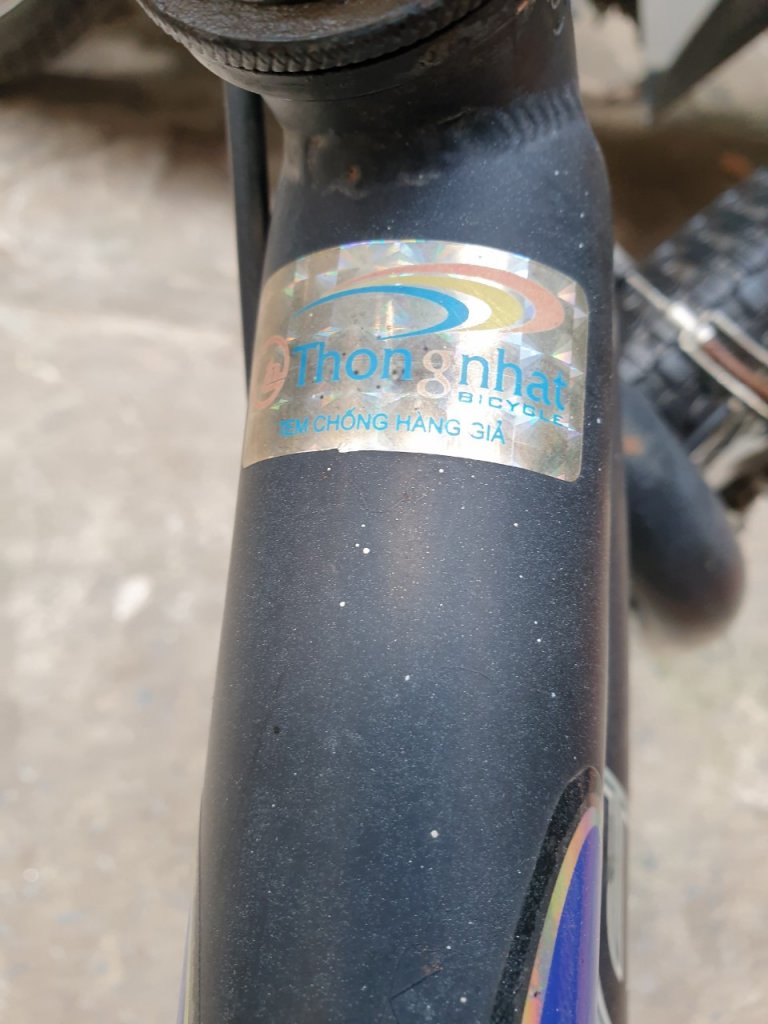 Thongnhat
BICYCLE
TEM CHỐNG HÀNG GIẢ